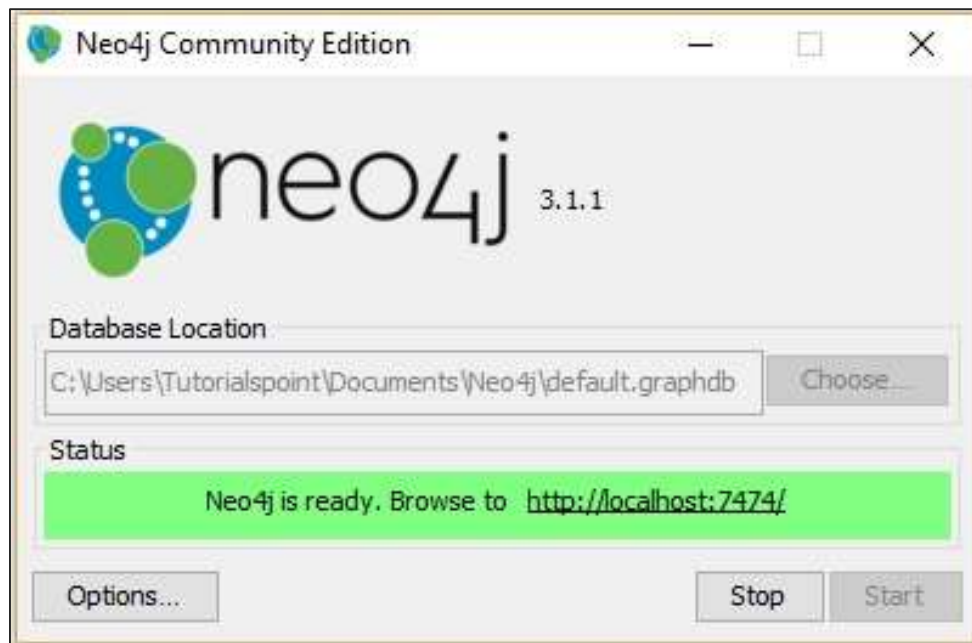 Neo4j Community Edition
neo4j 3.1.1
Database Location
C:\Users\Tutorialspoint\Documents\Neo4j\default.graphdb Choose...
Status
Neo4j is ready. Browse to http://localhost:7474/
Options... Stop Start